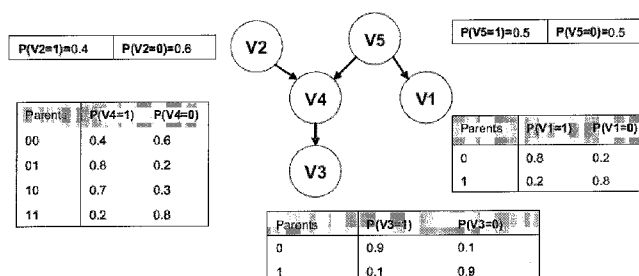 P(V2=1)=0.4 P(V2=0)=0.6
V2
V5
P(V5=1)=0.5 P(V5=0)=0.5
V4
V1
V3
Parents P(V4=1) P(V4=0)
00 0.4 0.6
01 0.8 0.2
10 0.7 0.3
11 0.2 0.8
Parents P(V1=1) P(V1=0)
0 0.8 0.2
1 0.2 0.8
Parents P(V3=1) P(V3=0)
0 0.9 0.1
1 0.1 0.9